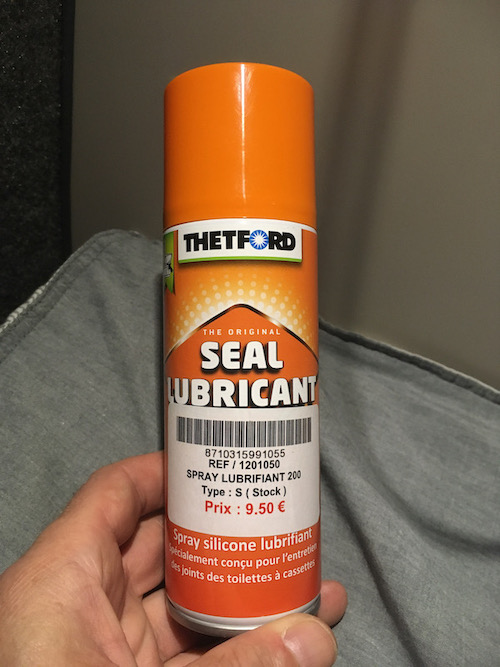 THETFORD
THE ORIGINAL
SEAL
LUBRICANT
8710315991055
REF / 1201050
SPRAY LUBRIFIANT 200
Type : S ( Stock )
Prix : 9.50 €
Spray silicone lubrifiant
Spécialement conçu pour l'entretien
des joints des toilettes à cassettes